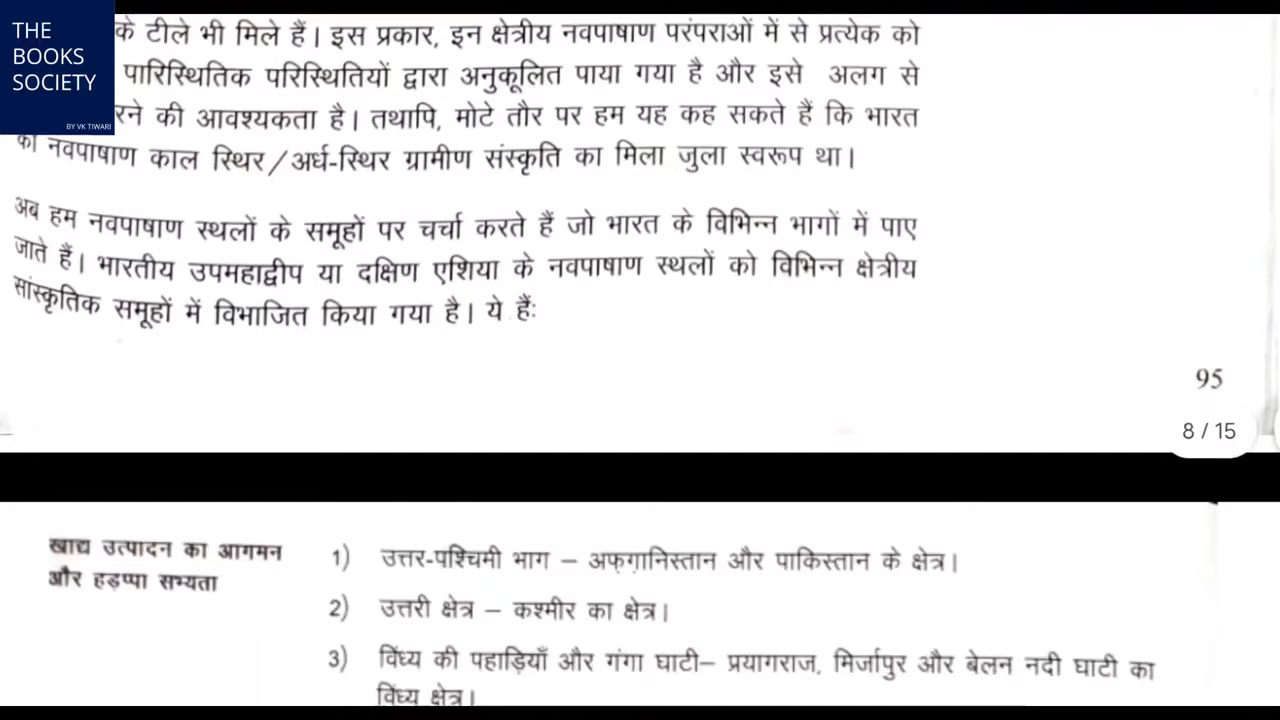 THE
BOOKS
SOCIETY
BY VK TIWARI
के टीले भी मिले हैं। इस प्रकार, इन क्षेत्रीय नवपाषाण परंपराओं में से प्रत्येक को
पारिस्थितिक परिस्थितियों द्वारा अनुकूलित पाया गया है और इसे अलग से
रने की आवश्यकता है। तथापि, मोटे तौर पर हम यह कह सकते हैं कि भारत
का नवपाषाण काल स्थिर/अर्ध-स्थिर ग्रामीण संस्कृति का मिला जुला स्वरूप था।
अब हम नवपाषाण स्थलों के समूहों पर चर्चा करते हैं जो भारत के विभिन्न भागों में पाए
जाते हैं। भारतीय उपमहाद्वीप या दक्षिण एशिया के नवपाषाण स्थलों को विभिन्न क्षेत्रीय
सांस्कृतिक समूहों में विभाजित किया गया है। ये हैंः
95
8 / 15
खाद्य उत्पादन का आगमन
और हड़प्पा सभ्यता
1) उत्तर-पश्चिमी भाग – अफ़ग़ानिस्तान और पाकिस्तान के क्षेत्र।
2) उत्तरी क्षेत्र – कश्मीर का क्षेत्र।
3) विंध्य की पहाड़ियाँ और गंगा घाटी– प्रयागराज, मिर्जापुर और बेलन नदी घाटी का
विंध्य क्षेत्र।